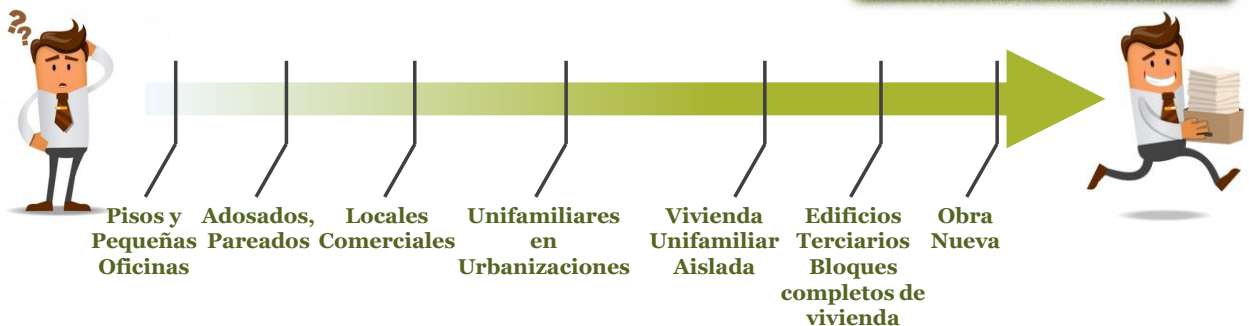 ??
Pisos y
Pequeñas
Oficinas
Adosados,
Pareados
Locales
Comerciales
Unifamiliares
en
Urbanizaciones
Vivienda
Unifamiliar
Aislada
Edificios
Terciarios
Bloques
completos de
vivienda
Obra
Nueva